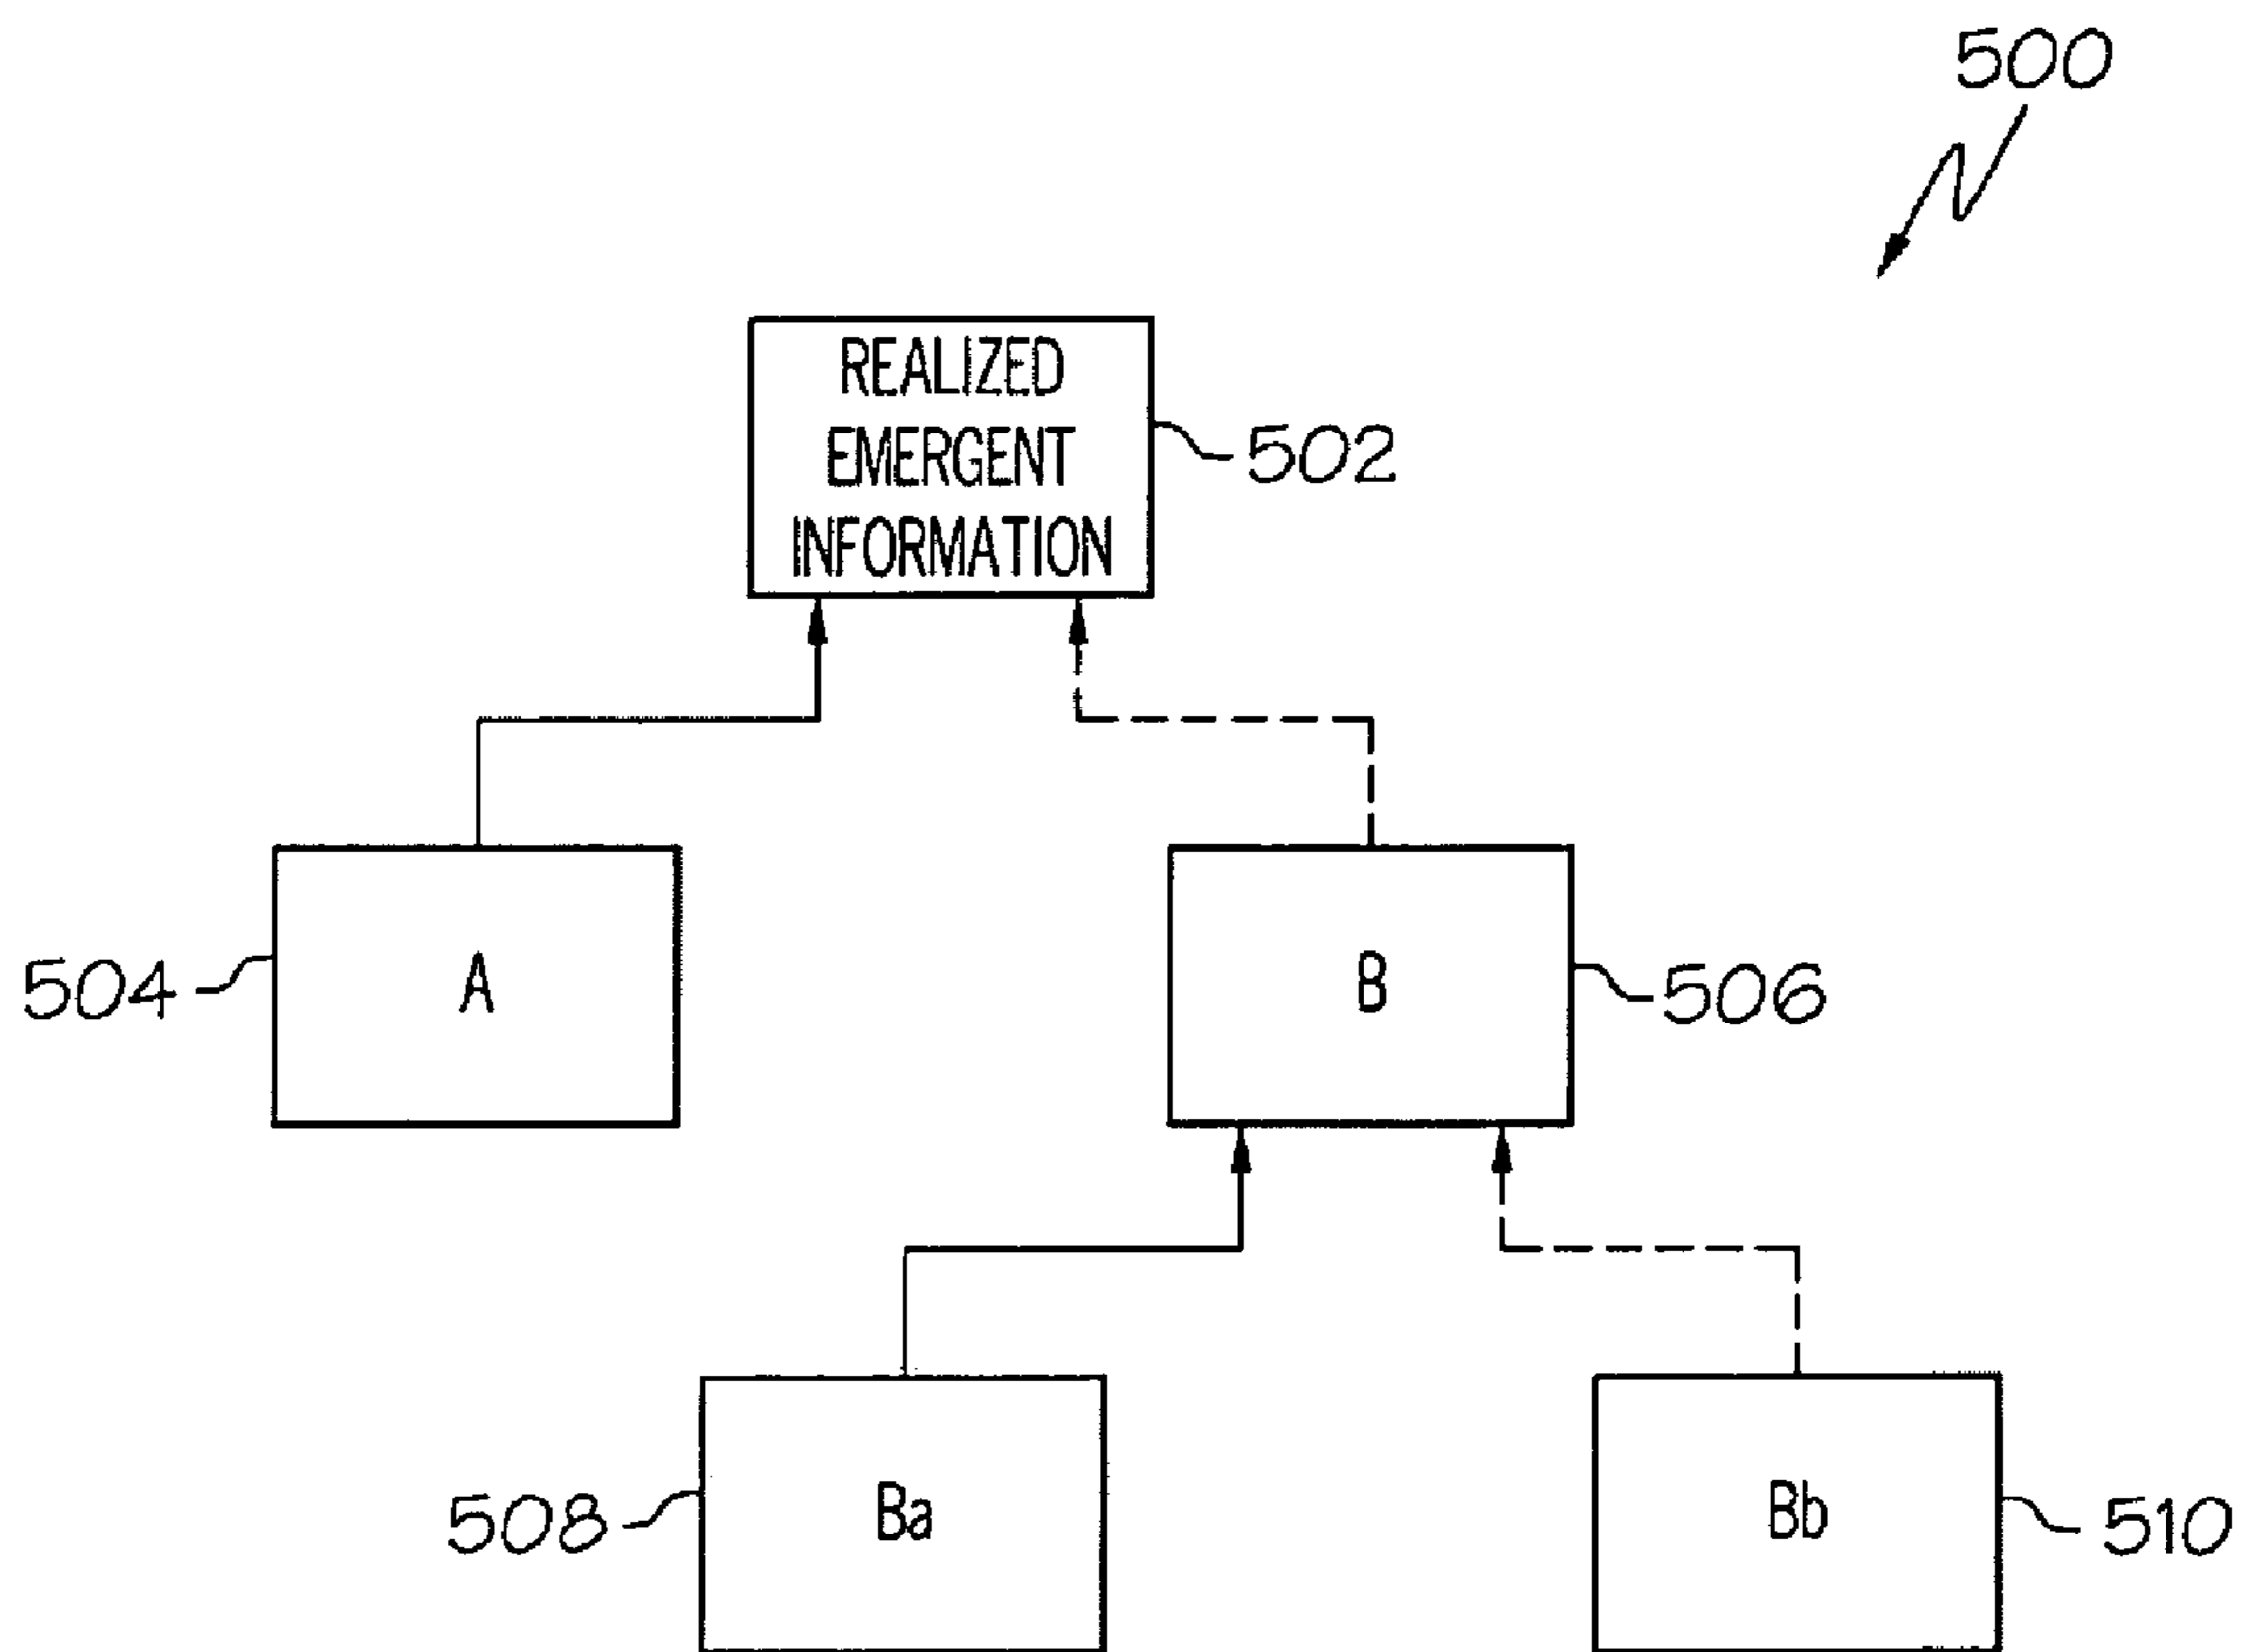 500
REALIZED
EMERGENT
INFORMATION
502
504
A
B
506
508
Ba
Bb
510